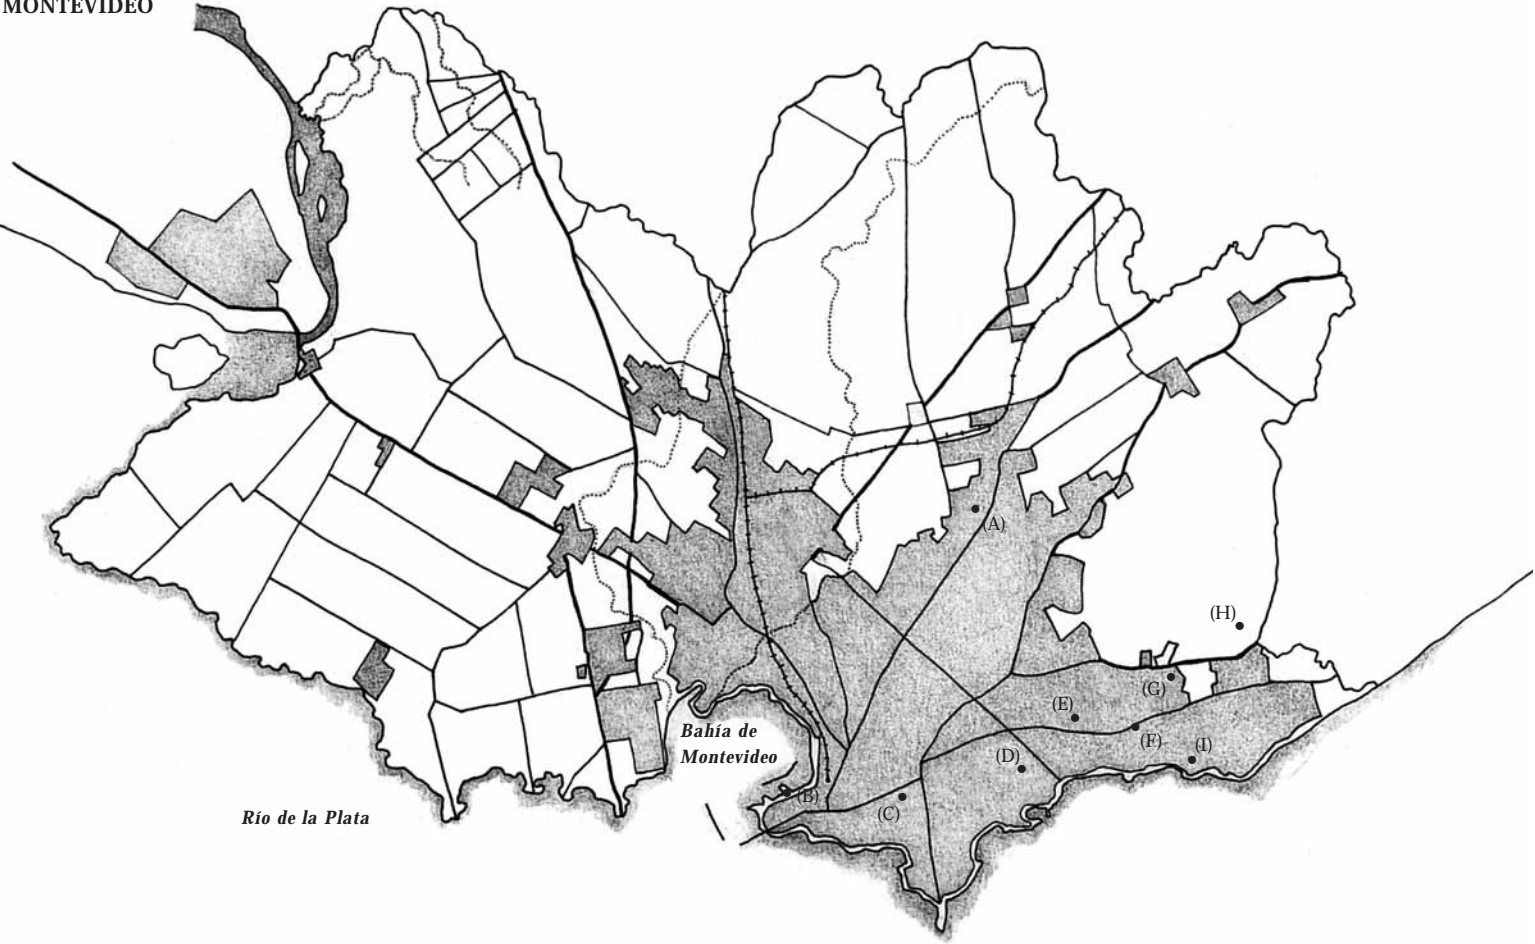 MONTEVIDEO
(A)
(H)
(G)
(E)
(F)
(I)
Bahía de
Montevideo
(D)
(B)
(C)
Río de la Plata